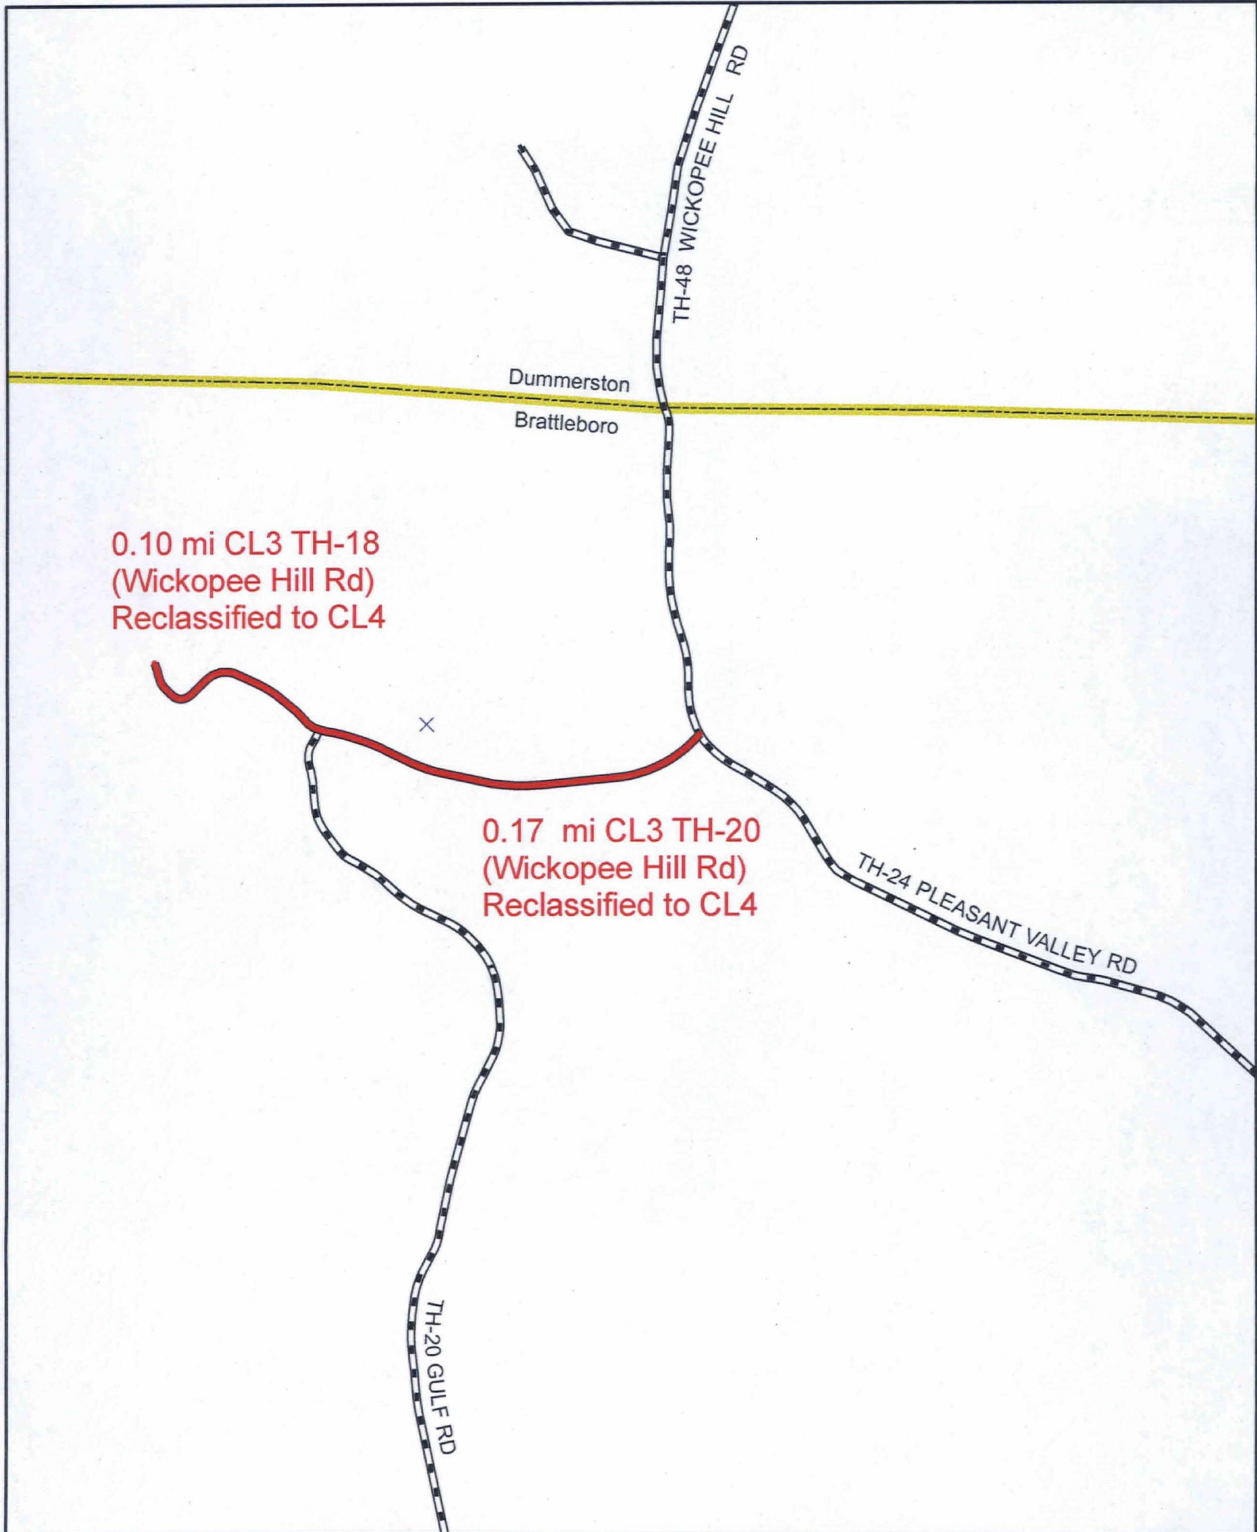 TH-48 WICKOPEE HILL RD
Dummerston
Brattleboro
0.10 mi CL3 TH-18
(Wickopee Hill Rd)
Reclassified to CL4
0.17 mi CL3 TH-20
(Wickopee Hill Rd)
Reclassified to CL4
TH-24 PLEASANT VALLEY RD
TH-20 GULF RD